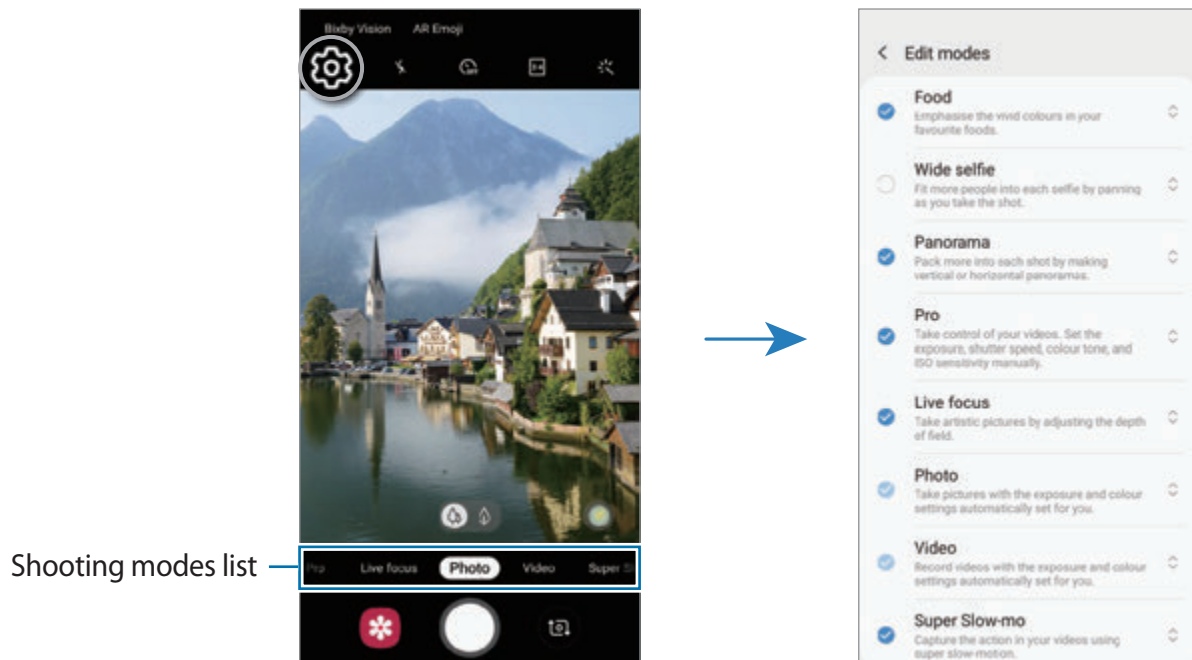 Bixby Vision AR Emoji
OFF
3:4
Shooting modes list
Pro Live focus Photo Video Super Sl
< Edit modes
Food
Emphasise the vivid colours in your
favourite foods.
Wide selfie
Fit more people into each selfie by panning
as you take the shot.
Panorama
Pack more into each shot by making
vertical or horizontal panoramas.
Pro
Take control of your videos. Set the
exposure, shutter speed, colour tone, and
ISO sensitivity manually.
Live focus
Take artistic pictures by adjusting the depth
of field.
Photo
Take pictures with the exposure and colour
settings automatically set for you.
Video
Record videos with the exposure and colour
settings automatically set for you.
Super Slow-mo
Capture the action in your videos using
super slow-motion.